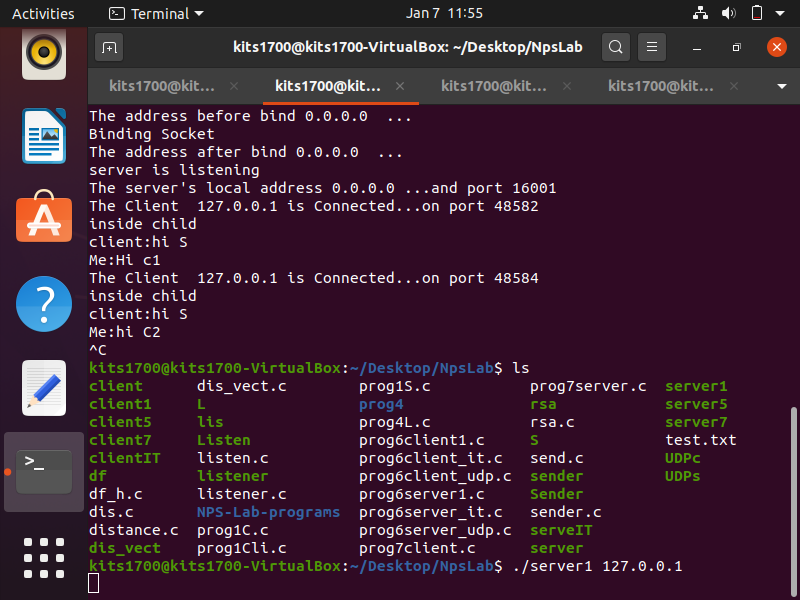 Activities Terminal Jan 7 11:55
kits1700@kits1700-VirtualBox: ~/Desktop/NpsLab
kits1700@kit... × kits1700@kit... × kits1700@kit... × kits1700@kit... ×
The address before bind 0.0.0.0 ...
Binding Socket
The address after bind 0.0.0.0 ...
server is listening
The server's local address 0.0.0.0 ...and port 16001
The Client 127.0.0.1 is Connected...on port 48582
inside child
client:hi S
Me:Hi c1
The Client 127.0.0.1 is Connected...on port 48584
inside child
client:hi S
Me:hi C2
^C
kits1700@kits1700-VirtualBox:~/Desktop/NpsLab$ ls
client dis_vect.c prog1S.c prog7server.c server1
client1 L prog4 rsa server5
client5 lis prog4L.c rsa.c server7
client7 Listen prog6client1.c S test.txt
clientIT listen.c prog6client_it.c send.c UDPc
df listener prog6client_udp.c sender UDPs
df_h.c listener.c prog6server1.c Sender
dis.c NPS-Lab-programs prog6server_it.c sender.c
distance.c prog1C.c prog6server_udp.c serveIT
dis_vect prog1Cli.c prog7client.c server
kits1700@kits1700-VirtualBox:~/Desktop/NpsLab$ ./server1 127.0.0.1